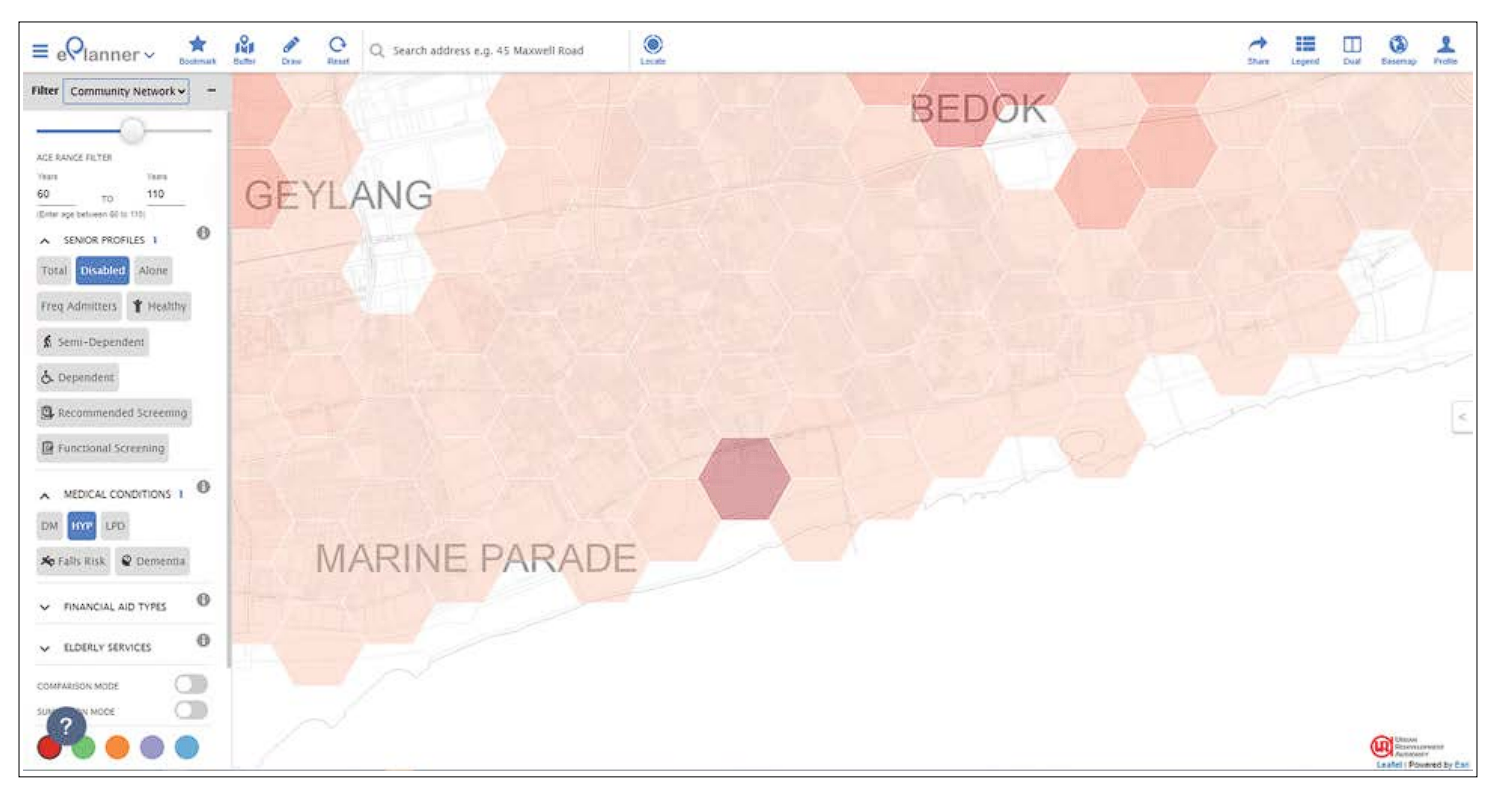 ePlanner
Bookmark
Buffer
Draw
Reset
Search address e.g. 45 Maxwell Road
Locate
Share
Legend
Dual
Basemap
Profile
Filter Community Network
AGE RANGE FILTER
Years Years
60 TO 110
(Enter age between 60 to 110)
SENIOR PROFILES 1
Total Disabled Alone
Freq Admitters Healthy
Semi-Dependent
Dependent
Recommended Screening
Functional Screening
MEDICAL CONDITIONS 1
DM HYP LPD
Falls Risk Dementia
FINANCIAL AID TYPES
ELDERLY SERVICES
COMPARISON MODE
MODE
?
BEDOK
GEYLANG
MARINE PARADE
<
URBAN
REDEVELOPMENT
AUTHORITY
Leaflet | Powered by Esri